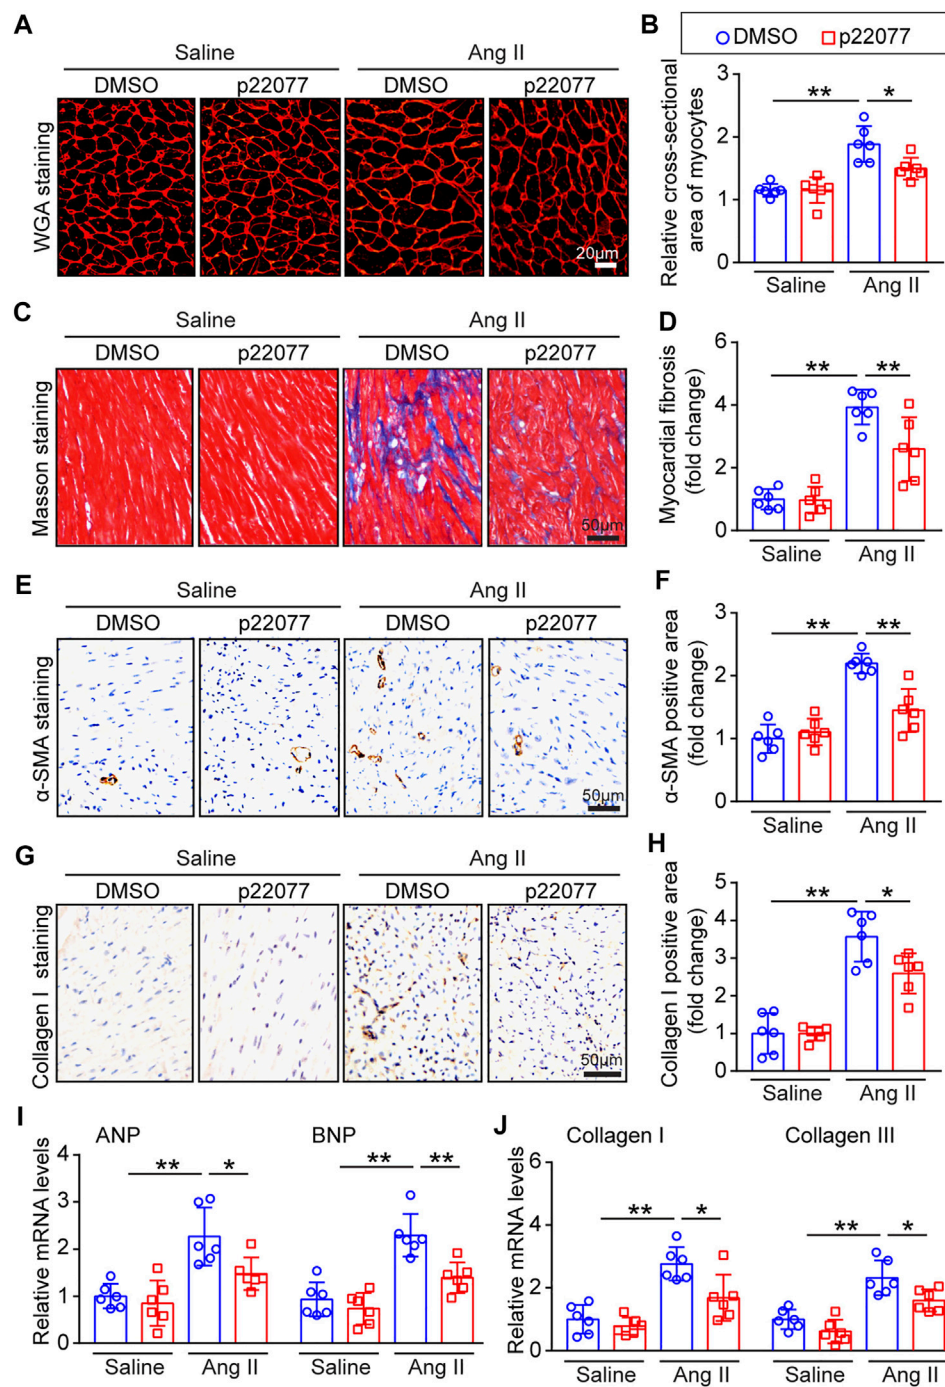 A
Saline
Ang II
DMSO
p22077
DMSO
p22077
WGA staining
20μm
B
DMSO
p22077
Relative cross-sectional
area of myocytes
3
2
1
0
**
*
Saline
Ang II
C
Saline
Ang II
DMSO
p22077
DMSO
p22077
Masson staining
50μm
D
Myocardial fibrosis
(fold change)
6
4
2
0
**
**
Saline
Ang II
E
Saline
Ang II
DMSO
p22077
DMSO
p22077
α-SMA staining
50μm
F
α-SMA positive area
(fold change)
3
2
1
0
**
**
Saline
Ang II
G
Saline
Ang II
DMSO
p22077
DMSO
p22077
Collagen I staining
50μm
H
Collagen I positive area
(fold change)
5
4
3
2
1
0
**
*
Saline
Ang II
I
ANP
BNP
Relative mRNA levels
4
3
2
1
0
**
*
**
**
Saline
Ang II
Saline
Ang II
J
Collagen I
Collagen III
Relative mRNA levels
6
4
2
0
**
*
**
*
Saline
Ang II
Saline
Ang II